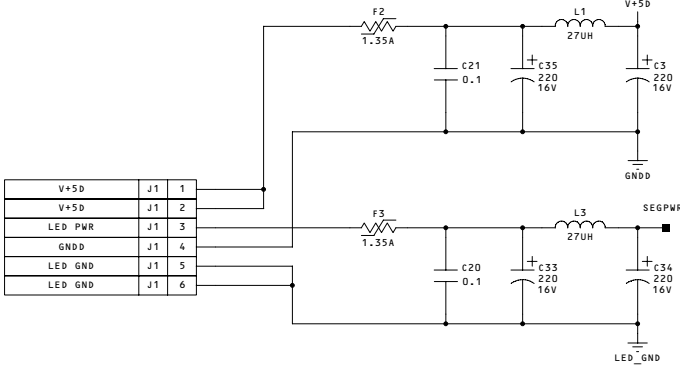 V+5D
F2
L1
1.35A
27UH
C21
0.1
C35
220
16V
C3
220
16V
GNDD
V+5D J1 1
V+5D J1 2
LED PWR J1 3
GNDD J1 4
LED GND J1 5
LED GND J1 6
F3
L3
SEGPWR
1.35A
27UH
C20
0.1
C33
220
16V
C34
220
16V
LED_GND